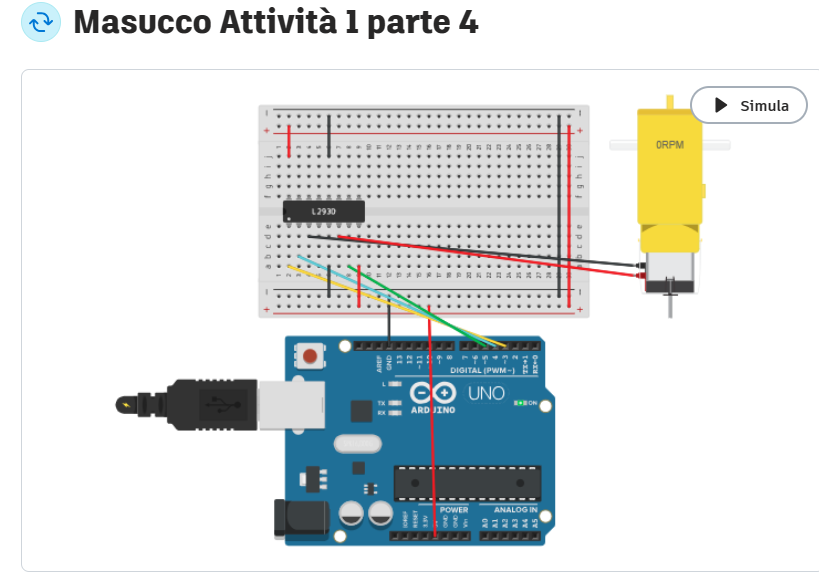 Masucco Attività 1 parte 4
Simula
0RPM
L293D
AREF
GND
13
12
~11
~10
~9
8
7
~6
~5
4
~3
2
TX→1
RX←0
DIGITAL (PWM~)
L
TX
RX
UNO
ON
ARDUINO
POWER
ANALOG IN
IOREF
RESET
3.3V
GND
GND
Vin
A0
A1
A2
A3
A4
A5